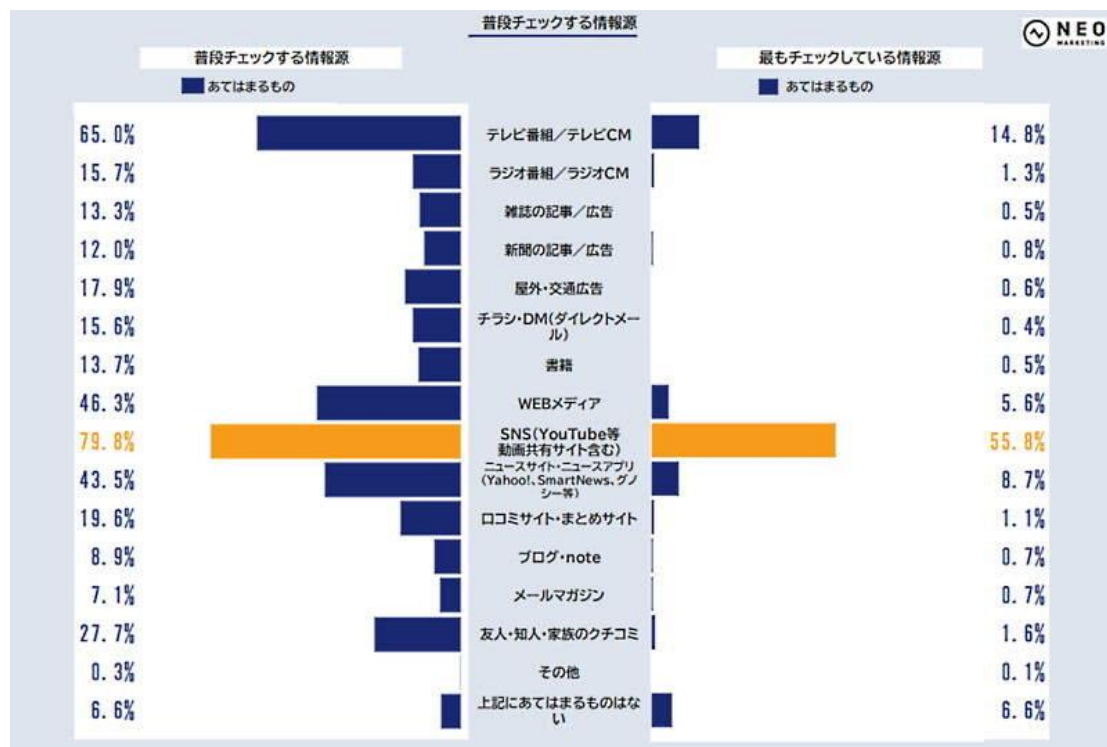 普段チェックする情報源
NEO
MARKETING
普段チェックする情報源
最もチェックしている情報源
あてはまるもの
あてはまるもの
65.0%
テレビ番組／テレビCM
14.8%
15.7%
ラジオ番組／ラジオCM
1.3%
13.3%
雑誌の記事／広告
0.5%
12.0%
新聞の記事／広告
0.8%
17.9%
屋外・交通広告
0.6%
15.6%
チラシ・DM(ダイレクトメー
ル)
0.4%
13.7%
書籍
0.5%
46.3%
WEBメディア
5.6%
79.8%
SNS(YouTube等
動画共有サイト含む)
55.8%
43.5%
ニュースサイト・ニュースアプリ
(Yahoo!、SmartNews、グノ
シー等)
8.7%
19.6%
口コミサイト・まとめサイト
1.1%
8.9%
ブログ・note
0.7%
7.1%
メールマガジン
0.7%
27.7%
友人・知人・家族のクチコミ
1.6%
0.3%
その他
0.1%
6.6%
上記にあてはまるものはな
い
6.6%